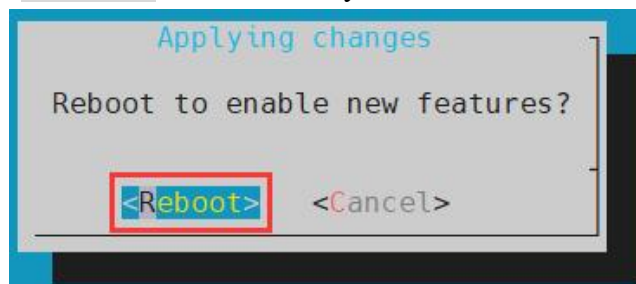 Applying changes
Reboot to enable new features?
<Reboot> <Cancel>